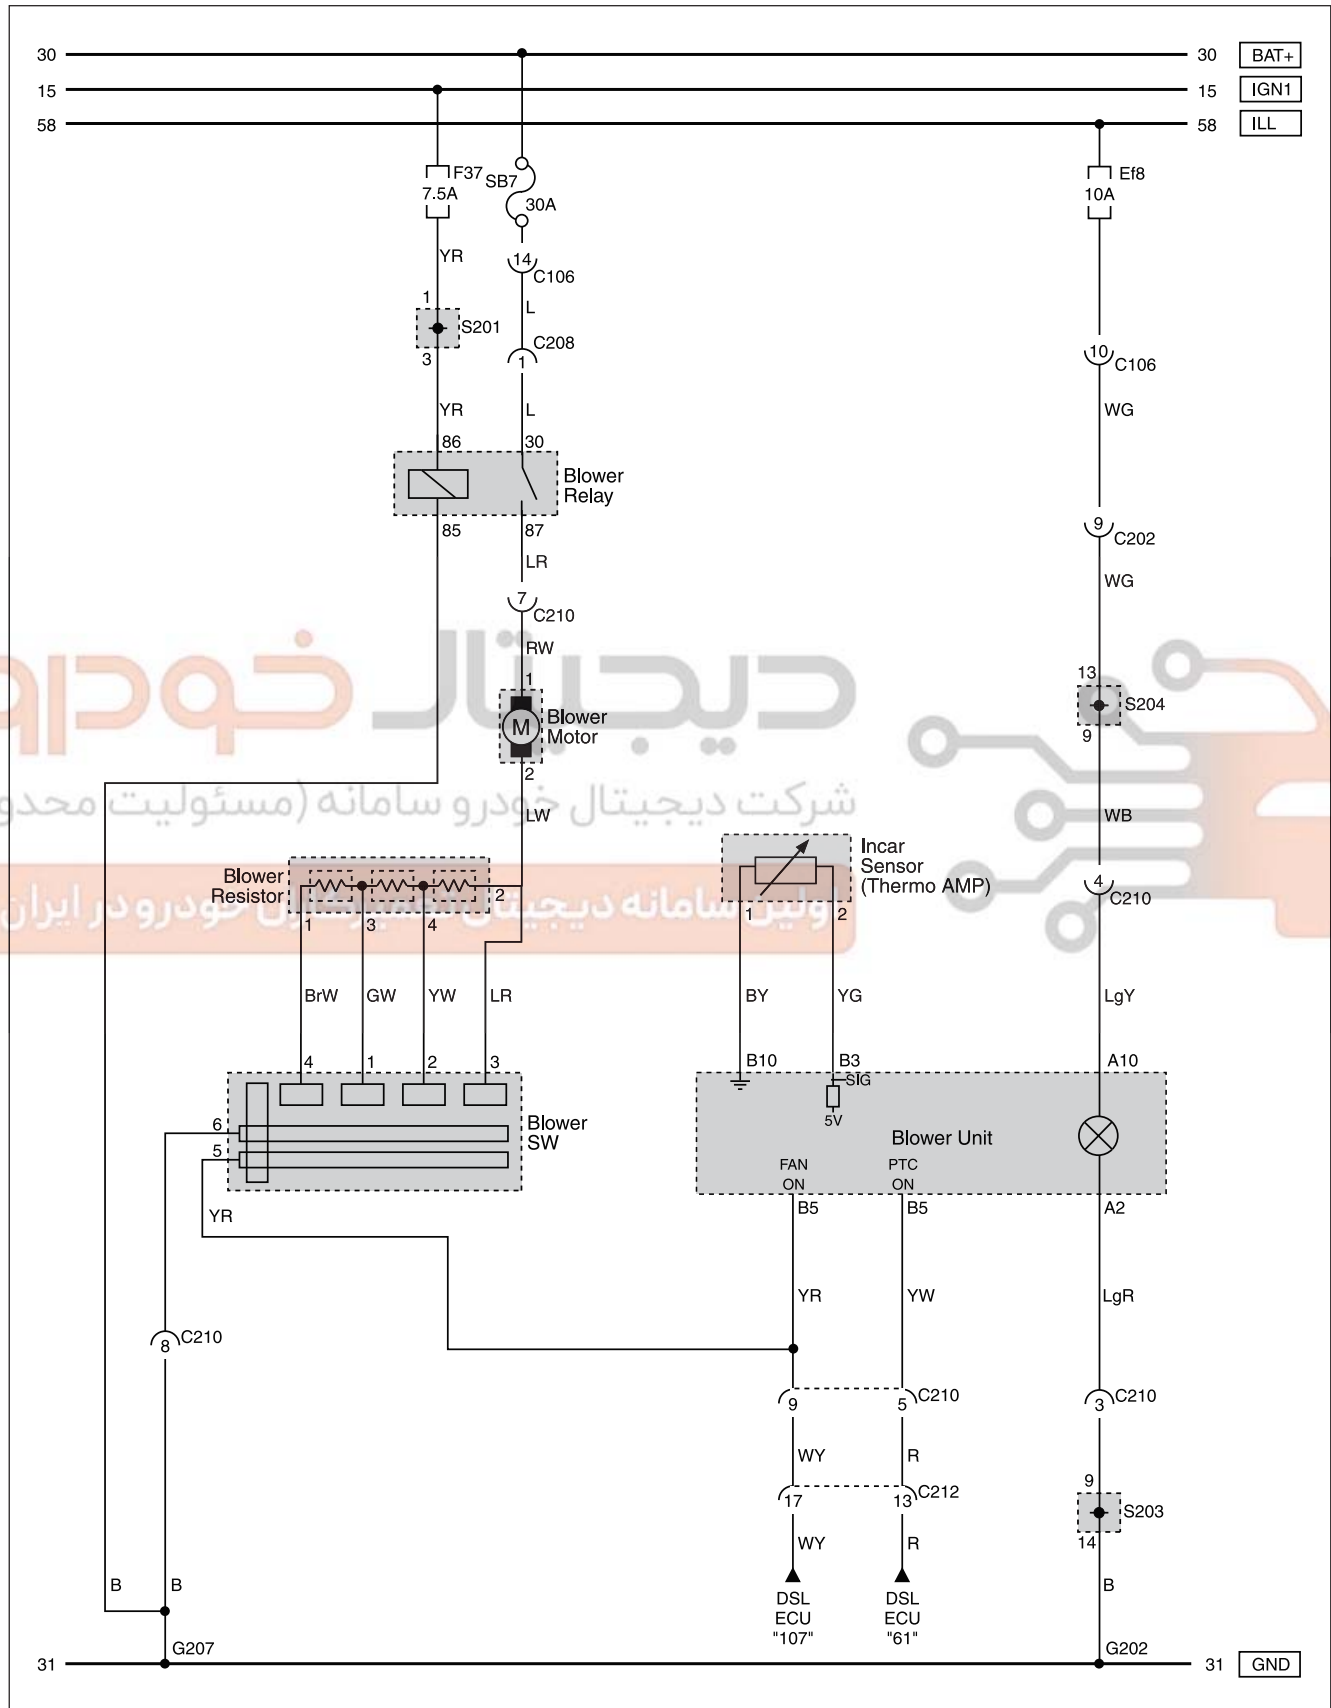 30
30
BAT+
15
15
IGN1
58
58
ILL
F37
7.5A
SB7
30A
Ef8
10A
YR
14
C106
1
L
S201
C208
3
1
10
C106
YR
L
WG
86
30
Blower
Relay
85
87
9
C202
LR
WG
7
C210
RW
دیجیتال خودرو
1
M
Blower
Motor
2
13
S204
9
شرکت دیجیتال خودرو سامانه (مسئولیت محدو
LW
WB
Incar
Sensor
(Thermo AMP)
Blower
Resistor
2
1
3
4
1
2
4
C210
اولین سامانه دیجیتال تعمیرکاران خودرو در ایران
BrW
GW
YW
LR
BY
YG
LgY
4
1
2
3
B10
B3
A10
SIG
5V
Blower
SW
6
5
Blower Unit
FAN
ON
PTC
ON
YR
B5
B5
A2
YR
YW
LgR
C210
8
9
5
C210
3
C210
WY
R
17
13
C212
9
S203
14
WY
R
B
B
B
DSL
ECU
"107"
DSL
ECU
"61"
G207
G202
31
31
GND